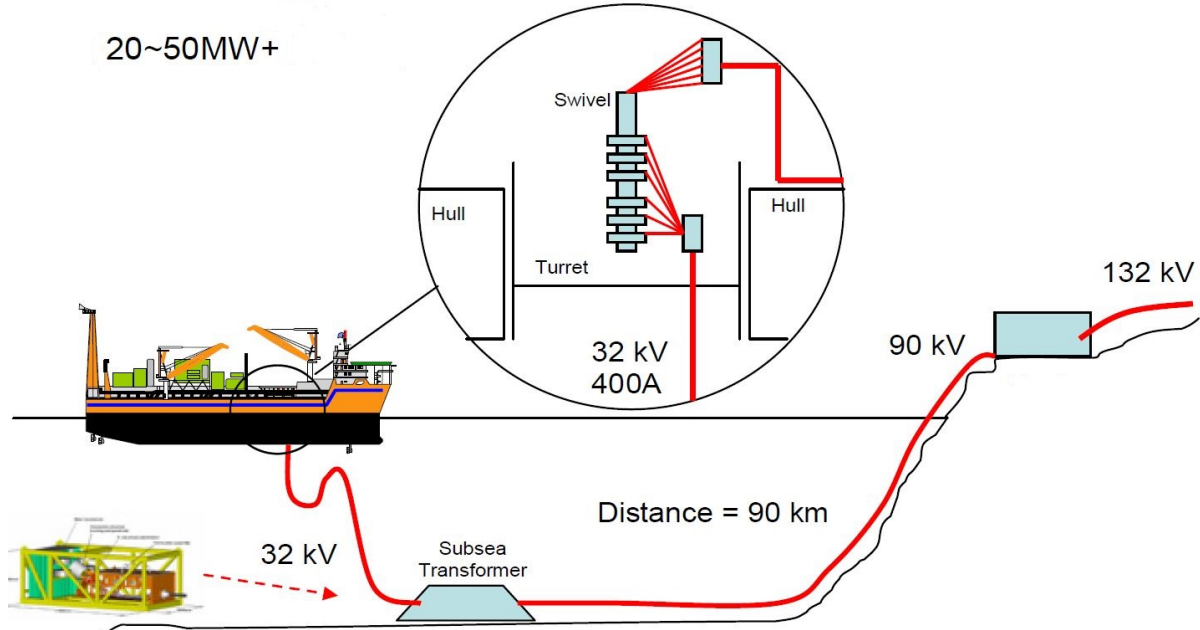 20~50MW+
Swivel
Hull
Hull
Turret
132 kV
32 kV
400A
90 kV
Distance = 90 km
32 kV
Subsea
Transformer